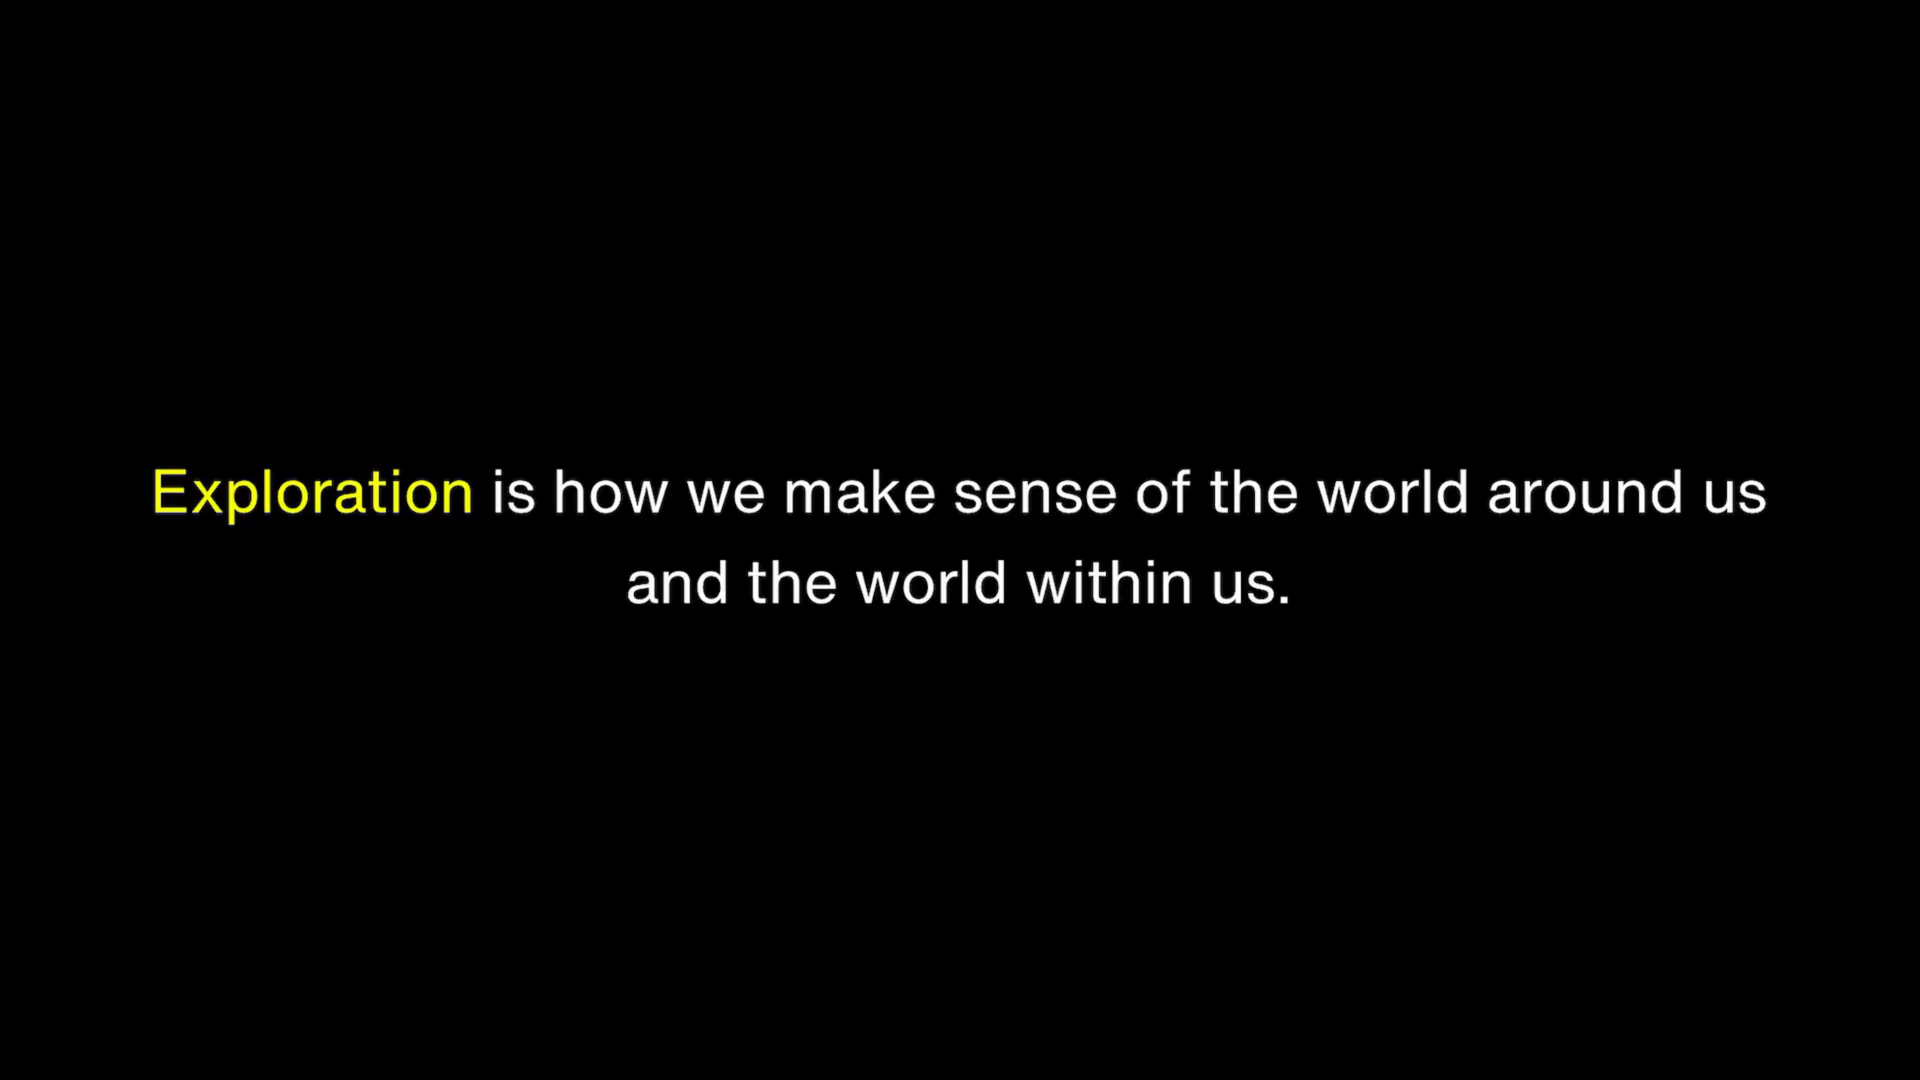 Exploration is how we make sense of the world around us
and the world within us.